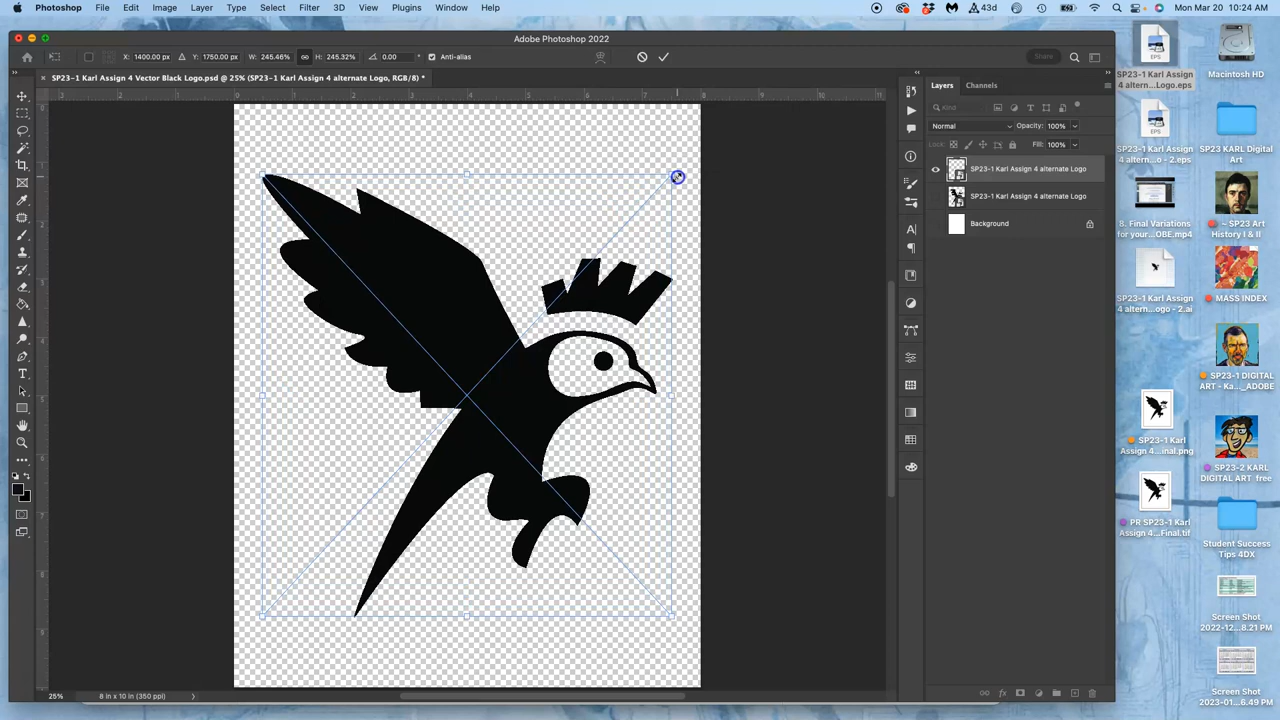 Photoshop File Edit Image Layer Type Select Filter 3D View Plugins Window Help 43d Mon Mar 20 10:24 AM
Adobe Photoshop 2022
X: 1400.00 px Y: 1750.00 px W: 245.46% H: 245.32% 0.00 Anti-alias Share
SP23-1 Karl Assign 4 Vector Black Logo.psd @ 25% (SP23-1 Karl Assign 4 alternate Logo, RGB/8) *
Layers Channels
Kind
Normal Opacity: 100%
Lock: Fill: 100%
SP23-1 Karl Assign 4 alternate Logo
SP23-1 Karl Assign 4 alternate Logo
Background
25% 8 in x 10 in (350 ppi)
EPS
SP23-1 Karl Assign
4 altern...Logo.eps
Macintosh HD
EPS
SP23-1 Karl Assign
4 altern...o - 2.eps
SP23 KARL Digital
Art
8. Final Variations
for your...OBE.mp4
~ SP23 Art
History I & II
SP23-1 Karl Assign
4 altern...ogo - 2.ai
MASS INDEX
SP23-1 DIGITAL
ART - Ka..._ADOBE
SP23-1 Karl
Assign 4...inal.png
SP23-2 KARL
DIGITAL ART free
PR SP23-1 Karl
Assign 4...Final.tif
Student Success
Tips 4DX
Screen Shot
2022-12...8.21 PM
Screen Shot
2023-01...6.49 PM